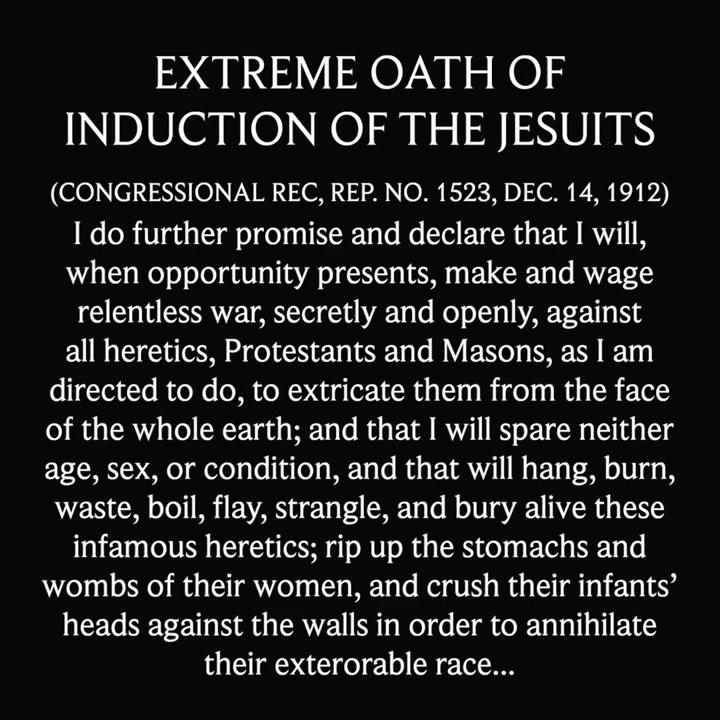 EXTREME OATH OF
INDUCTION OF THE JESUITS
(CONGRESSIONAL REC, REP. NO. 1523, DEC. 14, 1912)
I do further promise and declare that I will,
when opportunity presents, make and wage
relentless war, secretly and openly, against
all heretics, Protestants and Masons, as I am
directed to do, to extricate them from the face
of the whole earth; and that I will spare neither
age, sex, or condition, and that will hang, burn,
waste, boil, flay, strangle, and bury alive these
infamous heretics; rip up the stomachs and
wombs of their women, and crush their infants’
heads against the walls in order to annihilate
their exterorable race...